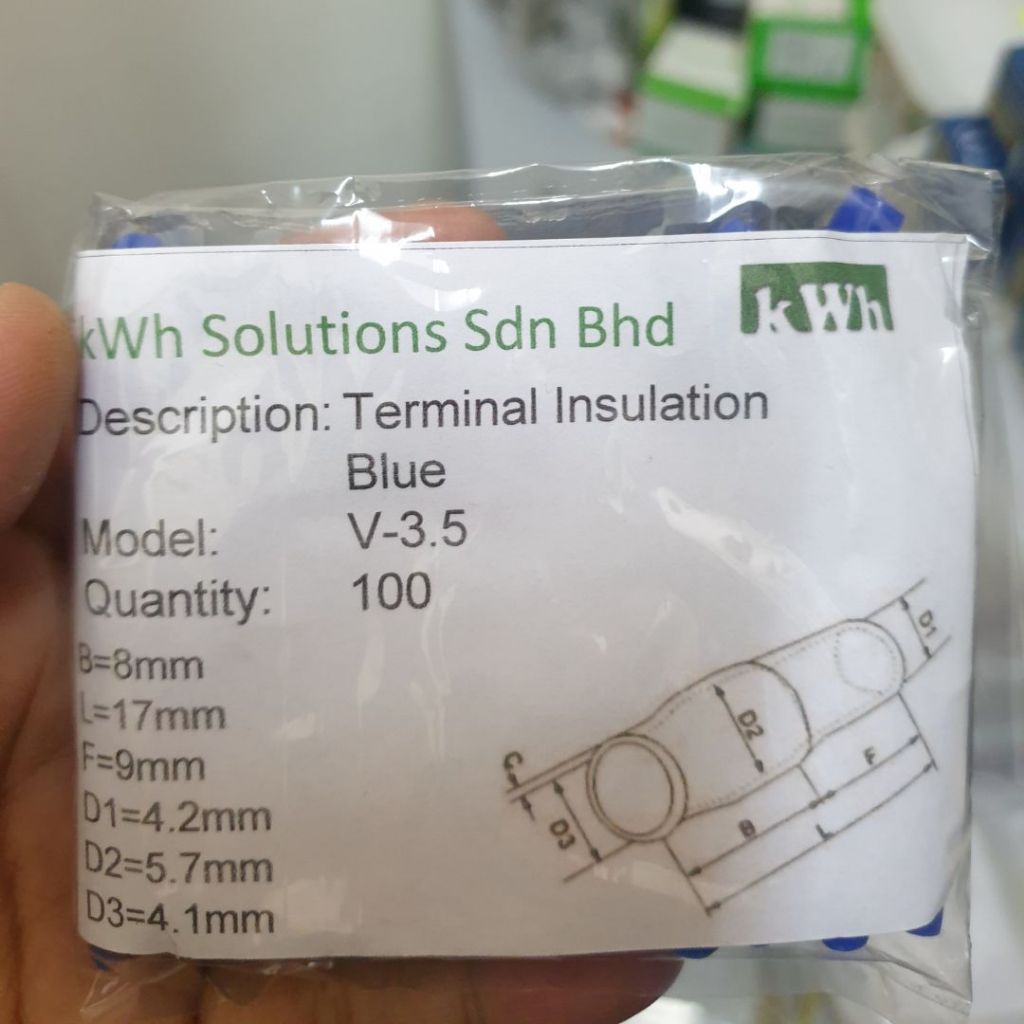 kWh Solutions Sdn Bhd
kWh
Description: Terminal Insulation
Blue
Model: V-3.5
Quantity: 100
B=8mm
L=17mm
F=9mm
D1=4.2mm
D2=5.7mm
D3=4.1mm
D1
D2
F
C
D3
B
L